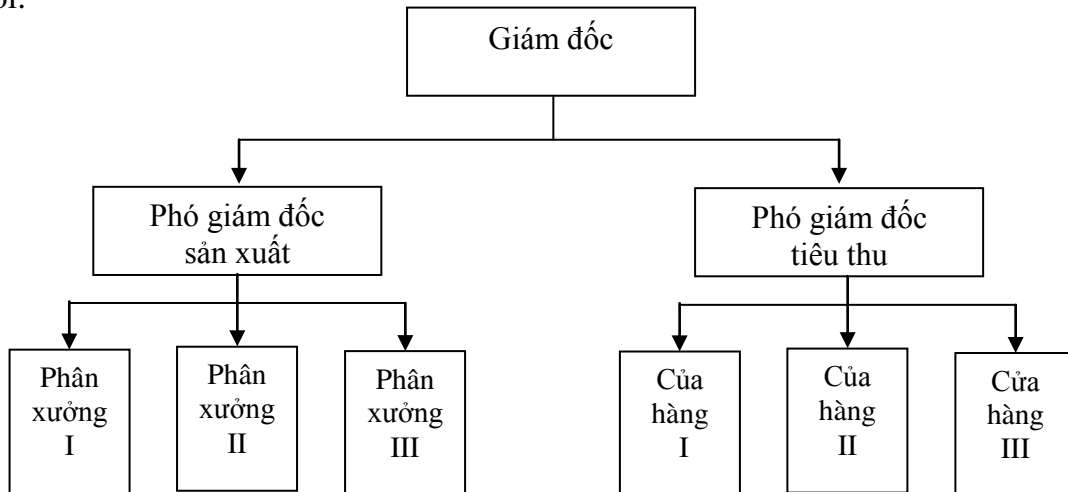 Giám đốc
Phó giám đốc
sản xuất
Phó giám đốc
tiêu thu
Phân
xưởng
I
Phân
xưởng
II
Phân
xưởng
III
Của
hàng
I
Của
hàng
II
Cửa
hàng
III